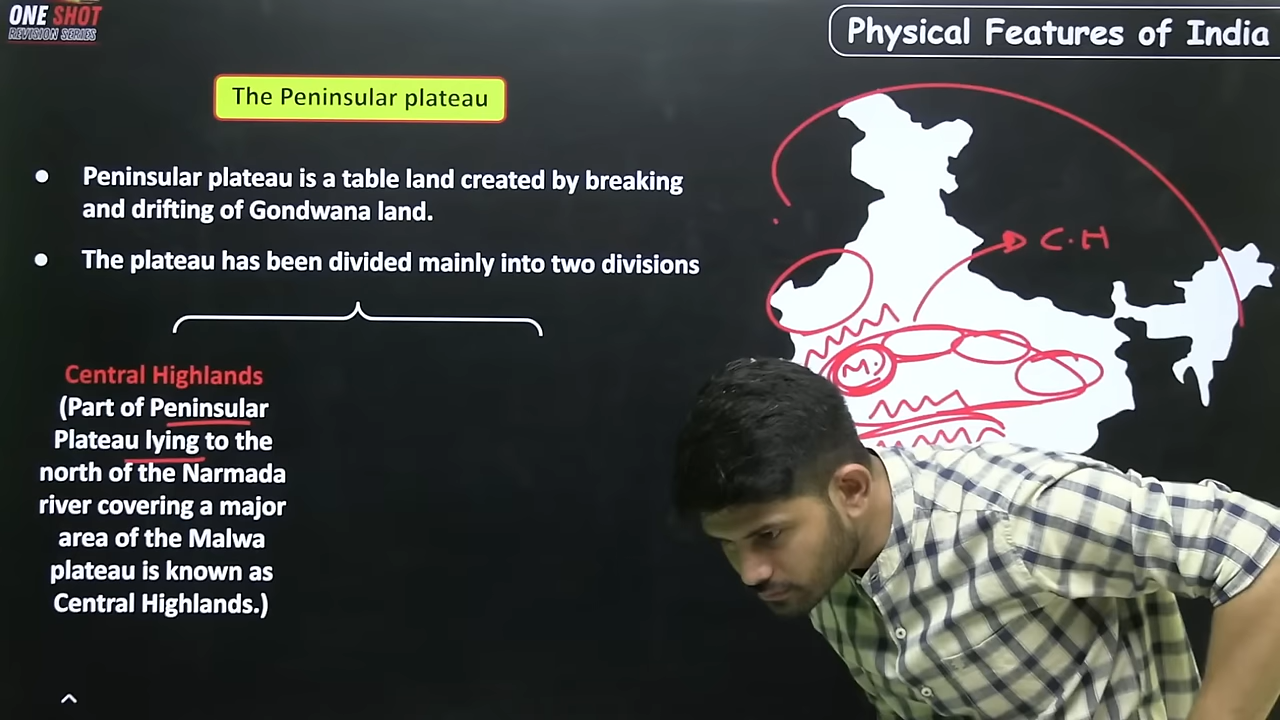 ONE SHOT
REVISION SERIES
Physical Features of India
The Peninsular plateau
• Peninsular plateau is a table land created by breaking
and drifting of Gondwana land.
• The plateau has been divided mainly into two divisions
Central Highlands
(Part of Peninsular
Plateau lying to the
north of the Narmada
river covering a major
area of the Malwa
plateau is known as
Central Highlands.)
C.H
M.